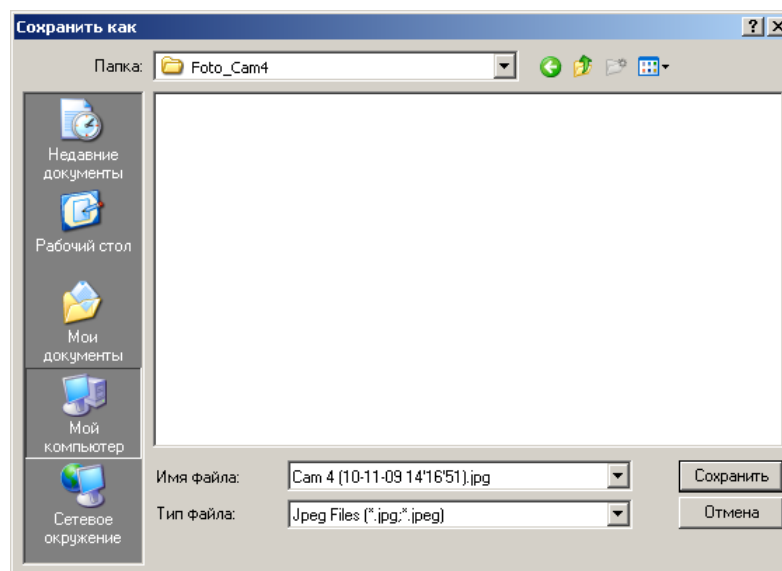 Сохранить как
Папка:
Foto_Cam4
Недавние
документы
Рабочий стол
Мои
документы
Мой
компьютер
Сетевое
окружение
Имя файла:
Cam 4 (10-11-09 14'16'51).jpg
Сохранить
Тип файла:
Jpeg Files (*.jpg;*.jpeg)
Отмена